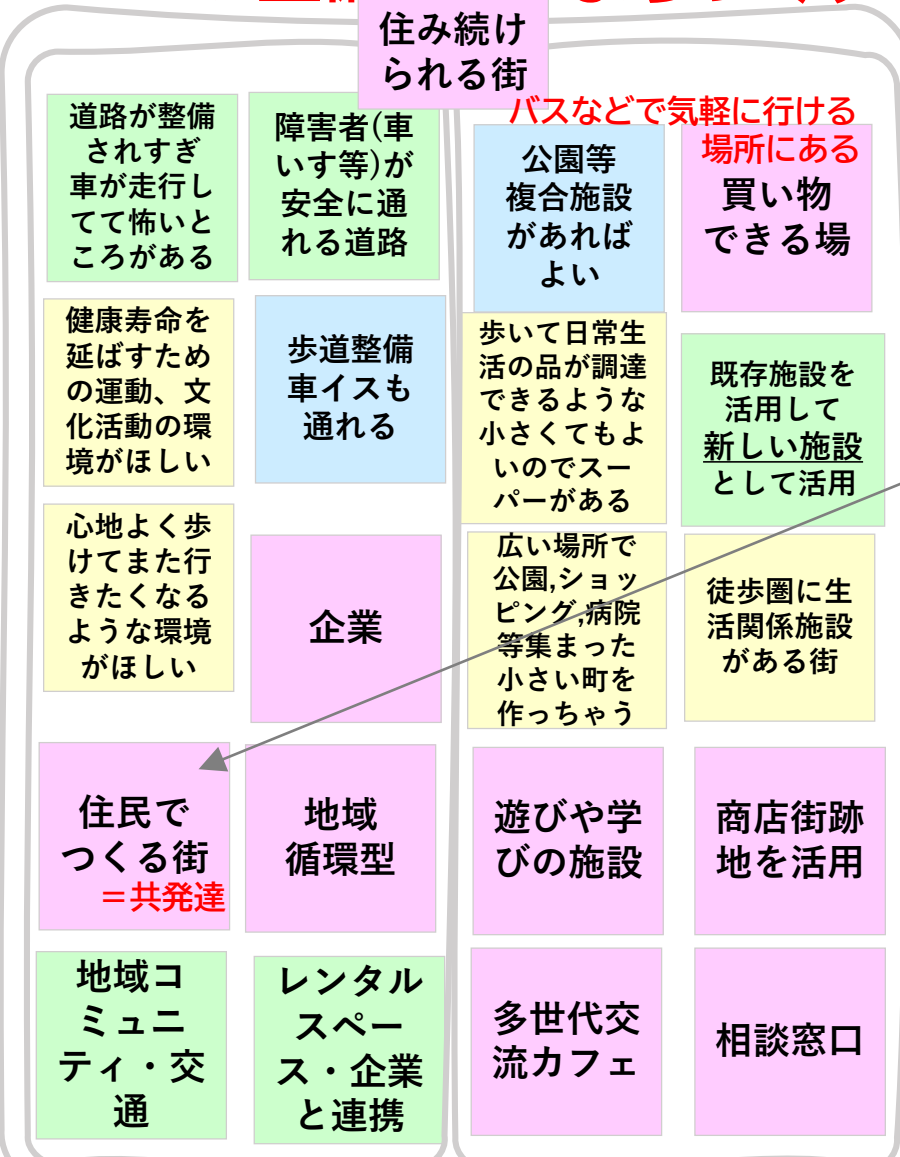 住み続け
られる街
道路が整備
されすぎ
車が走行し
てて怖いと
ころがある
障害者(車
いす等)が
安全に通
れる道路
健康寿命を
延ばすため
の運動、文
化活動の環
境がほしい
歩道整備
車イスも
通れる
心地よく歩
けてまた行
きたくなる
ような環境
がほしい
企業
住民で
つくる街
＝共発達
地域
循環型
地域コ
ミュニ
ティ・交
通
レンタル
スペー
ス・企業
と連携
バスなどで気軽に行ける
場所にある
公園等
複合施設
があれば
よい
買い物
できる場
歩いて日常生
活の品が調達
できるような
小さくてもよ
いのでスー
パーがある
既存施設を
活用して
新しい施設
として活用
広い場所で
公園,ショッ
ピング,病院
等集まった
小さい町を
作っちゃう
徒歩圏に生
活関係施設
がある街
遊びや学
びの施設
商店街跡
地を活用
多世代交
流カフェ
相談窓口